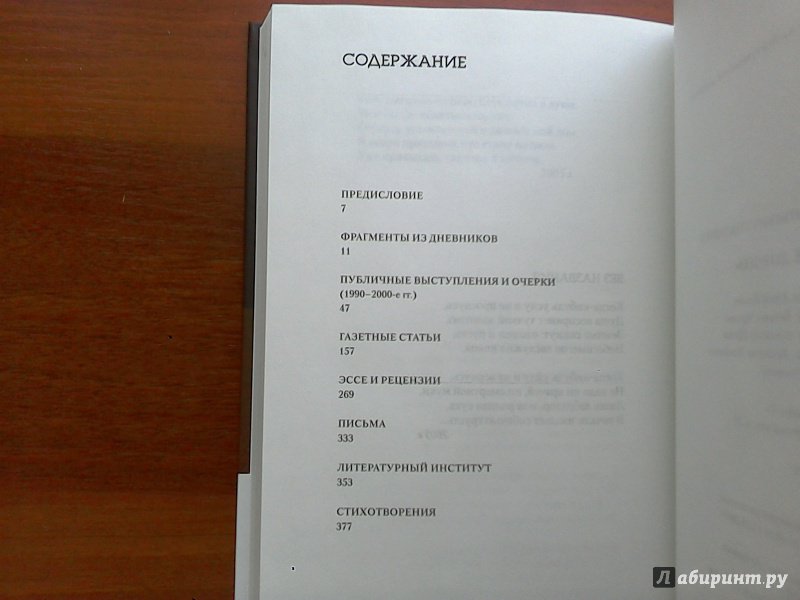 СОДЕРЖАНИЕ
ПРЕДИСЛОВИЕ
7
ФРАГМЕНТЫ ИЗ ДНЕВНИКОВ
11
ПУБЛИЧНЫЕ ВЫСТУПЛЕНИЯ И ОЧЕРКИ
(1990–2000-е гг.)
47
ГАЗЕТНЫЕ СТАТЬИ
157
ЭССЕ И РЕЦЕНЗИИ
269
ПИСЬМА
333
ЛИТЕРАТУРНЫЙ ИНСТИТУТ
353
СТИХОТВОРЕНИЯ
377
Лабиринт.ру